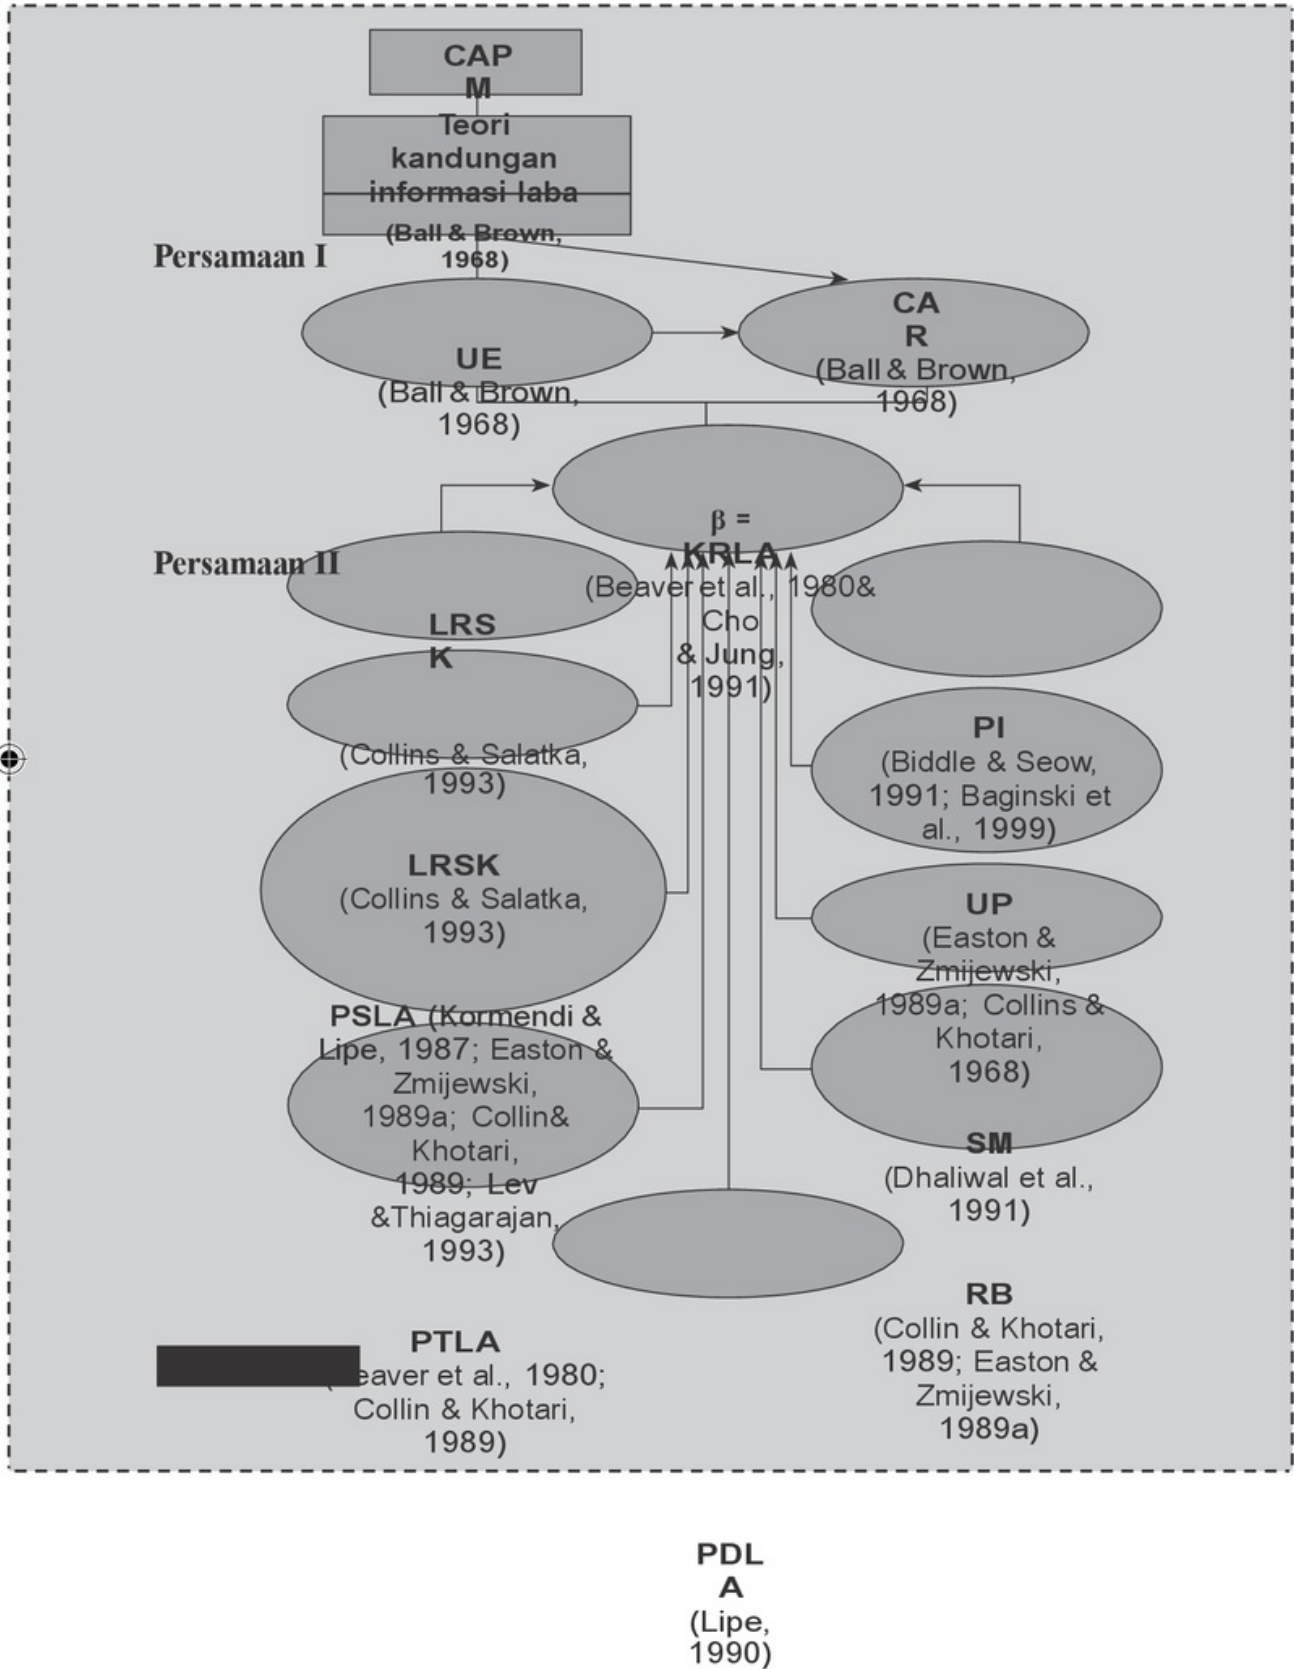 CAP
M
Teori
kandungan
informasi laba
(Ball & Brown,
1968)
Persamaan I
UE
(Ball & Brown,
1968)
CA
R
(Ball & Brown,
1968)
β =
KRLA
(Beaver et al., 1980&
Cho
& Jung,
1991)
Persamaan II
LRS
K
(Collins & Salatka,
1993)
LRSK
(Collins & Salatka,
1993)
PSLA (Kormendi &
Lipe, 1987; Easton &
Zmijewski,
1989a; Collin&
Khotari,
1989; Lev
&Thiagarajan,
1993)
PTLA
(Beaver et al., 1980;
Collin & Khotari,
1989)
PI
(Biddle & Seow,
1991; Baginski et
al., 1999)
UP
(Easton &
Zmijewski,
1989a; Collins &
Khotari,
1968)
SM
(Dhaliwal et al.,
1991)
RB
(Collin & Khotari,
1989; Easton &
Zmijewski,
1989a)
PDL
A
(Lipe,
1990)